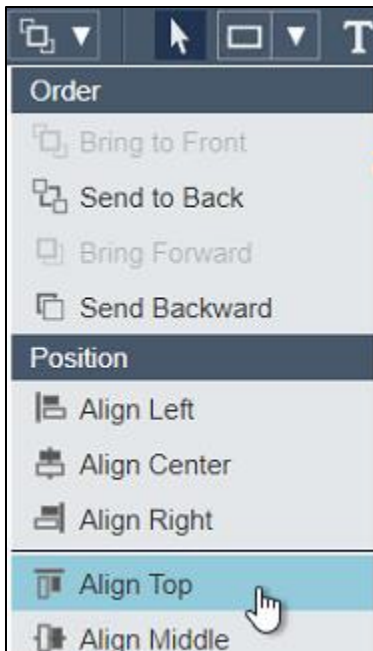 T
Order
Bring to Front
Send to Back
Bring Forward
Send Backward
Position
Align Left
Align Center
Align Right
Align Top
Align Middle